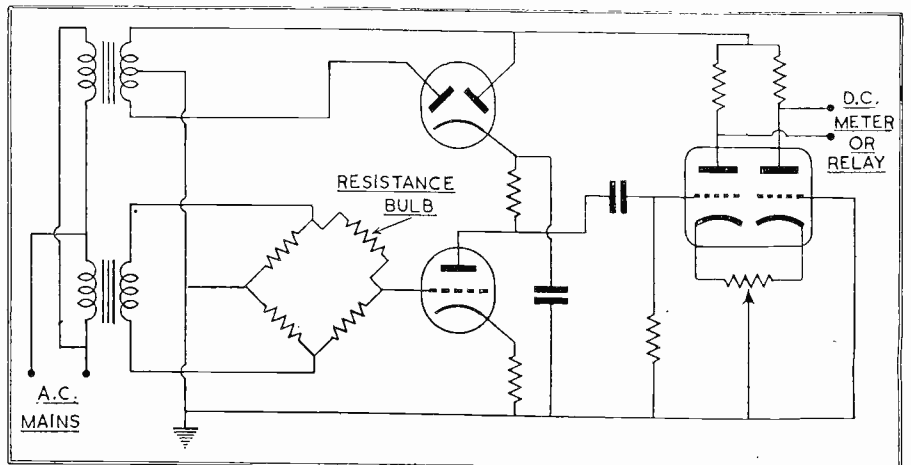 RESISTANCE
BULB
D.C.
METER
OR
RELAY
A.C.
MAINS